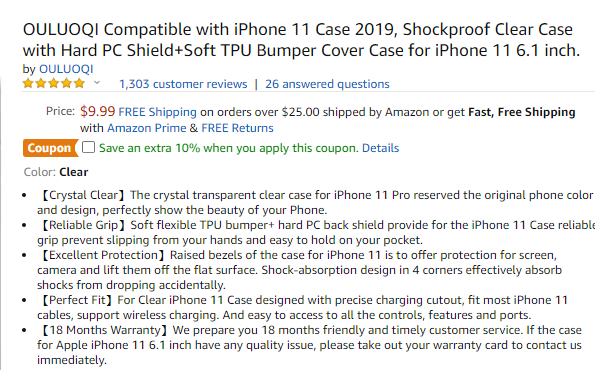 OULUOQI Compatible with iPhone 11 Case 2019, Shockproof Clear Case
with Hard PC Shield+Soft TPU Bumper Cover Case for iPhone 11 6.1 inch.
by OULUOQI
1,303 customer reviews | 26 answered questions
Price: $9.99 FREE Shipping on orders over $25.00 shipped by Amazon or get Fast, Free Shipping
with Amazon Prime & FREE Returns
Coupon Save an extra 10% when you apply this coupon. Details
Color: Clear
• 【Crystal Clear】The crystal transparent clear case for iPhone 11 Pro reserved the original phone color
and design, perfectly show the beauty of your Phone.
• 【Reliable Grip】Soft flexible TPU bumper+ hard PC back shield provide for the iPhone 11 Case reliable
grip prevent slipping from your hands and easy to hold on your pocket.
• 【Excellent Protection】Raised bezels of the case for iPhone 11 is to offer protection for screen,
camera and lift them off the flat surface. Shock-absorption design in 4 corners effectively absorb
shocks from dropping accidentally.
• 【Perfect Fit】For Clear iPhone 11 Case designed with precise charging cutout, fit most iPhone 11
cables, support wireless charging. And easy to access to all the controls, features and ports.
• 【18 Months Warranty】We prepare you 18 months friendly and timely customer service. If the case
for Apple iPhone 11 6.1 inch have any quality issue, please take out your warranty card to contact us
immediately.